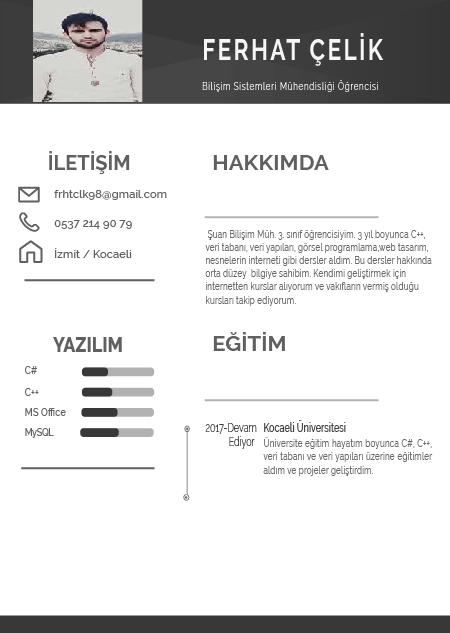 FERHAT ÇELİK
Bilişim Sistemleri Mühendisliği Öğrencisi
İLETİŞİM
frhtclk98@gmail.com
0537 214 90 79
İzmit / Kocaeli
HAKKIMDA
Şuan Bilişim Müh. 3. sınıf öğrencisiyim. 3 yıl boyunca C++,
veri tabanı, veri yapıları, görsel programlama,web tasarım,
nesnelerin interneti gibi dersler aldım. Bu dersler hakkında
orta düzey bilgiye sahibim. Kendimi geliştirmek için
internetten kurslar alıyorum ve vakıfların vermiş olduğu
kursları takip ediyorum.
YAZILIM
C#
C++
MS Office
MySQL
EĞİTİM
2017-Devam
Ediyor
Kocaeli Üniversitesi
Üniversite eğitim hayatım boyunca C#, C++,
veri tabanı ve veri yapıları üzerine eğitimler
aldım ve projeler geliştirdim.